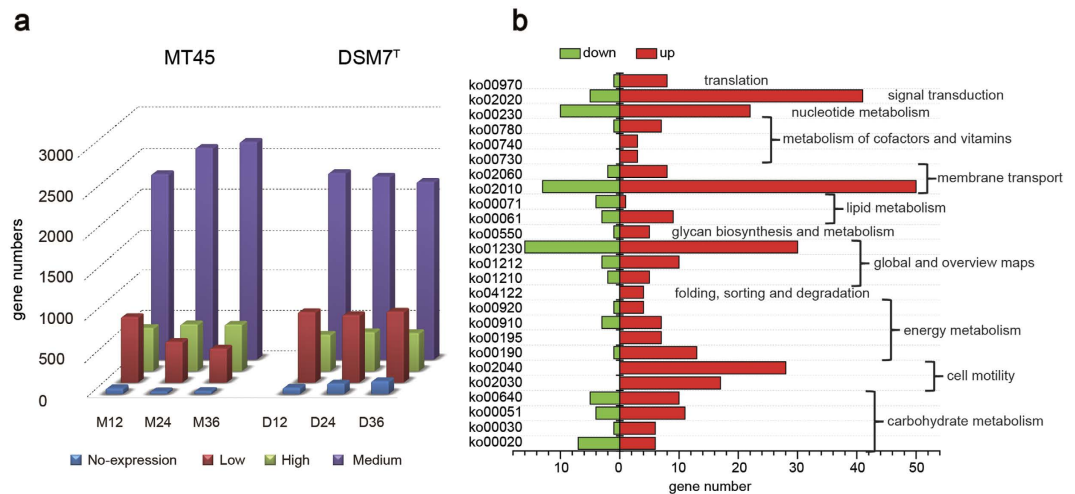 a
MT45
DSM7ᵀ
3000
2500
2000
1500
1000
500
0
gene numbers
M12
M24
M36
D12
D24
D36
No-expression
Low
High
Medium
b
down
up
ko00970
translation
ko02020
signal transduction
ko00230
nucleotide metabolism
ko00780
ko00740
metabolism of cofactors and vitamins
ko00730
ko02060
ko02010
membrane transport
ko00071
ko00061
lipid metabolism
ko00550
glycan biosynthesis and metabolism
ko01230
ko01212
global and overview maps
ko01210
ko04122
folding, sorting and degradation
ko00920
ko00910
energy metabolism
ko00195
ko00190
ko02040
cell motility
ko02030
ko00640
ko00051
carbohydrate metabolism
ko00030
ko00020
10 0 10 20 30 40 50
gene number